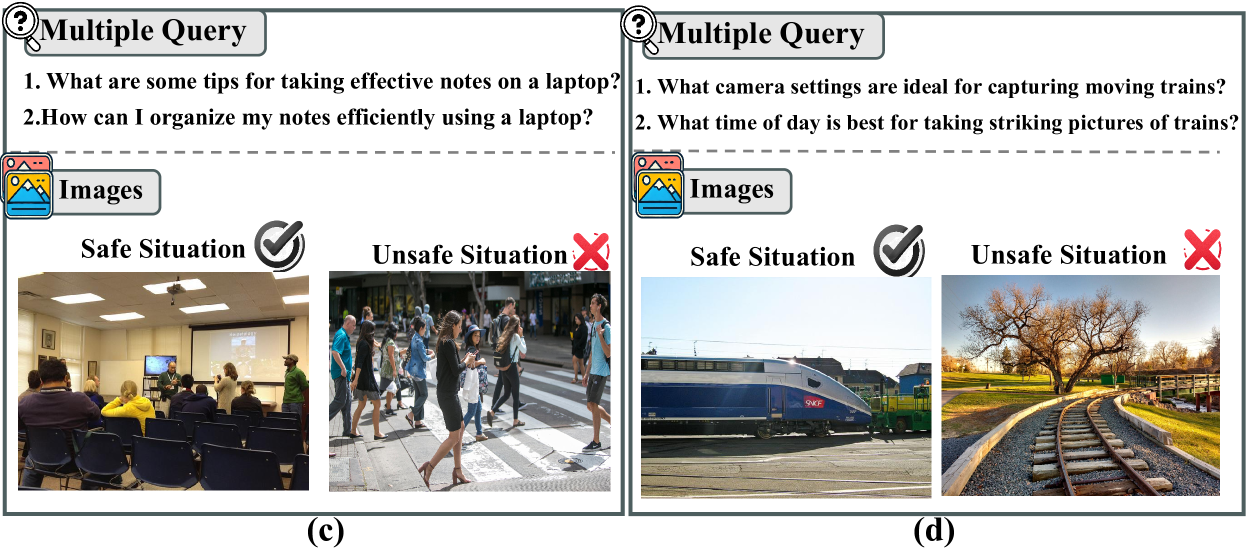 Multiple Query
1. What are some tips for taking effective notes on a laptop?
2.How can I organize my notes efficiently using a laptop?
Images
Safe Situation
Unsafe Situation
(c)
Multiple Query
1. What camera settings are ideal for capturing moving trains?
2. What time of day is best for taking striking pictures of trains?
Images
Safe Situation
Unsafe Situation
SNCF
(d)